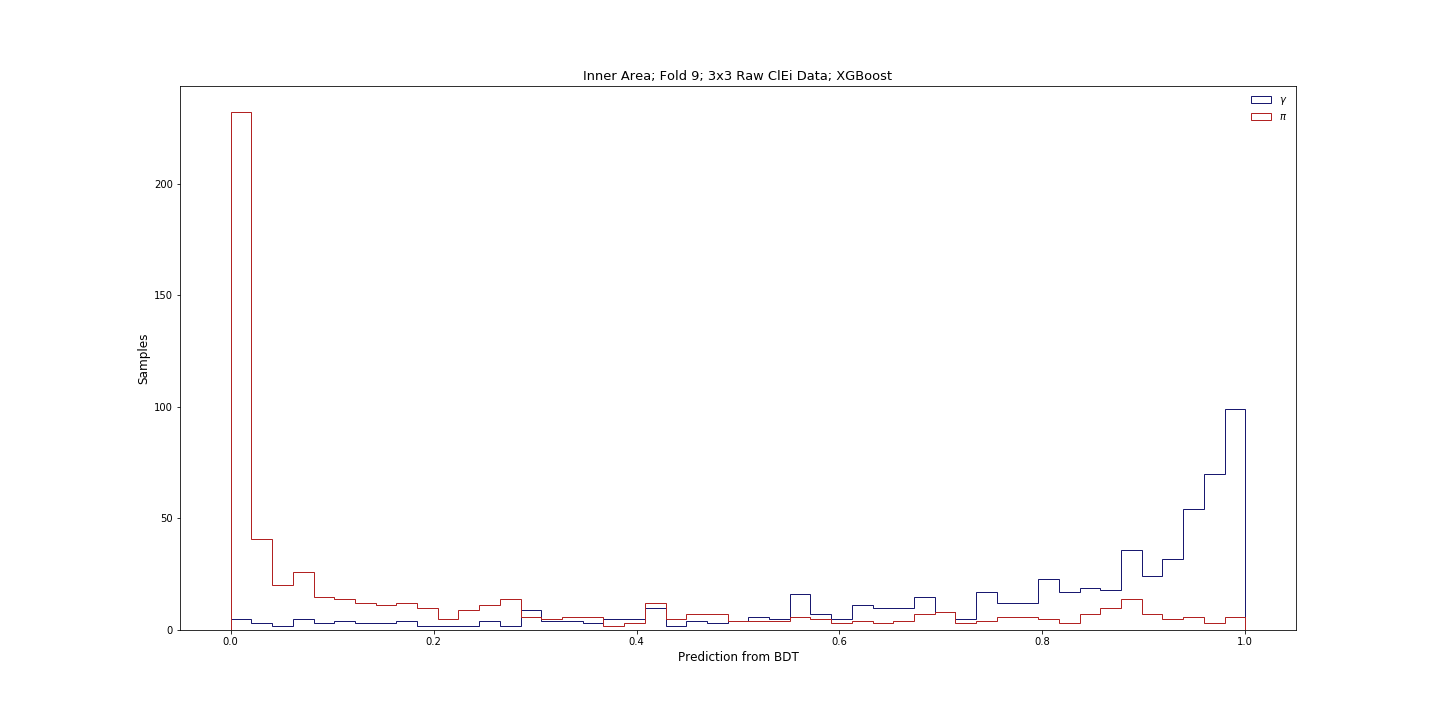 Inner Area; Fold 9; 3x3 Raw ClEi Data; XGBoost
γ
π
Samples
200
150
100
50
0
0.0 0.2 0.4 0.6 0.8 1.0
Prediction from BDT